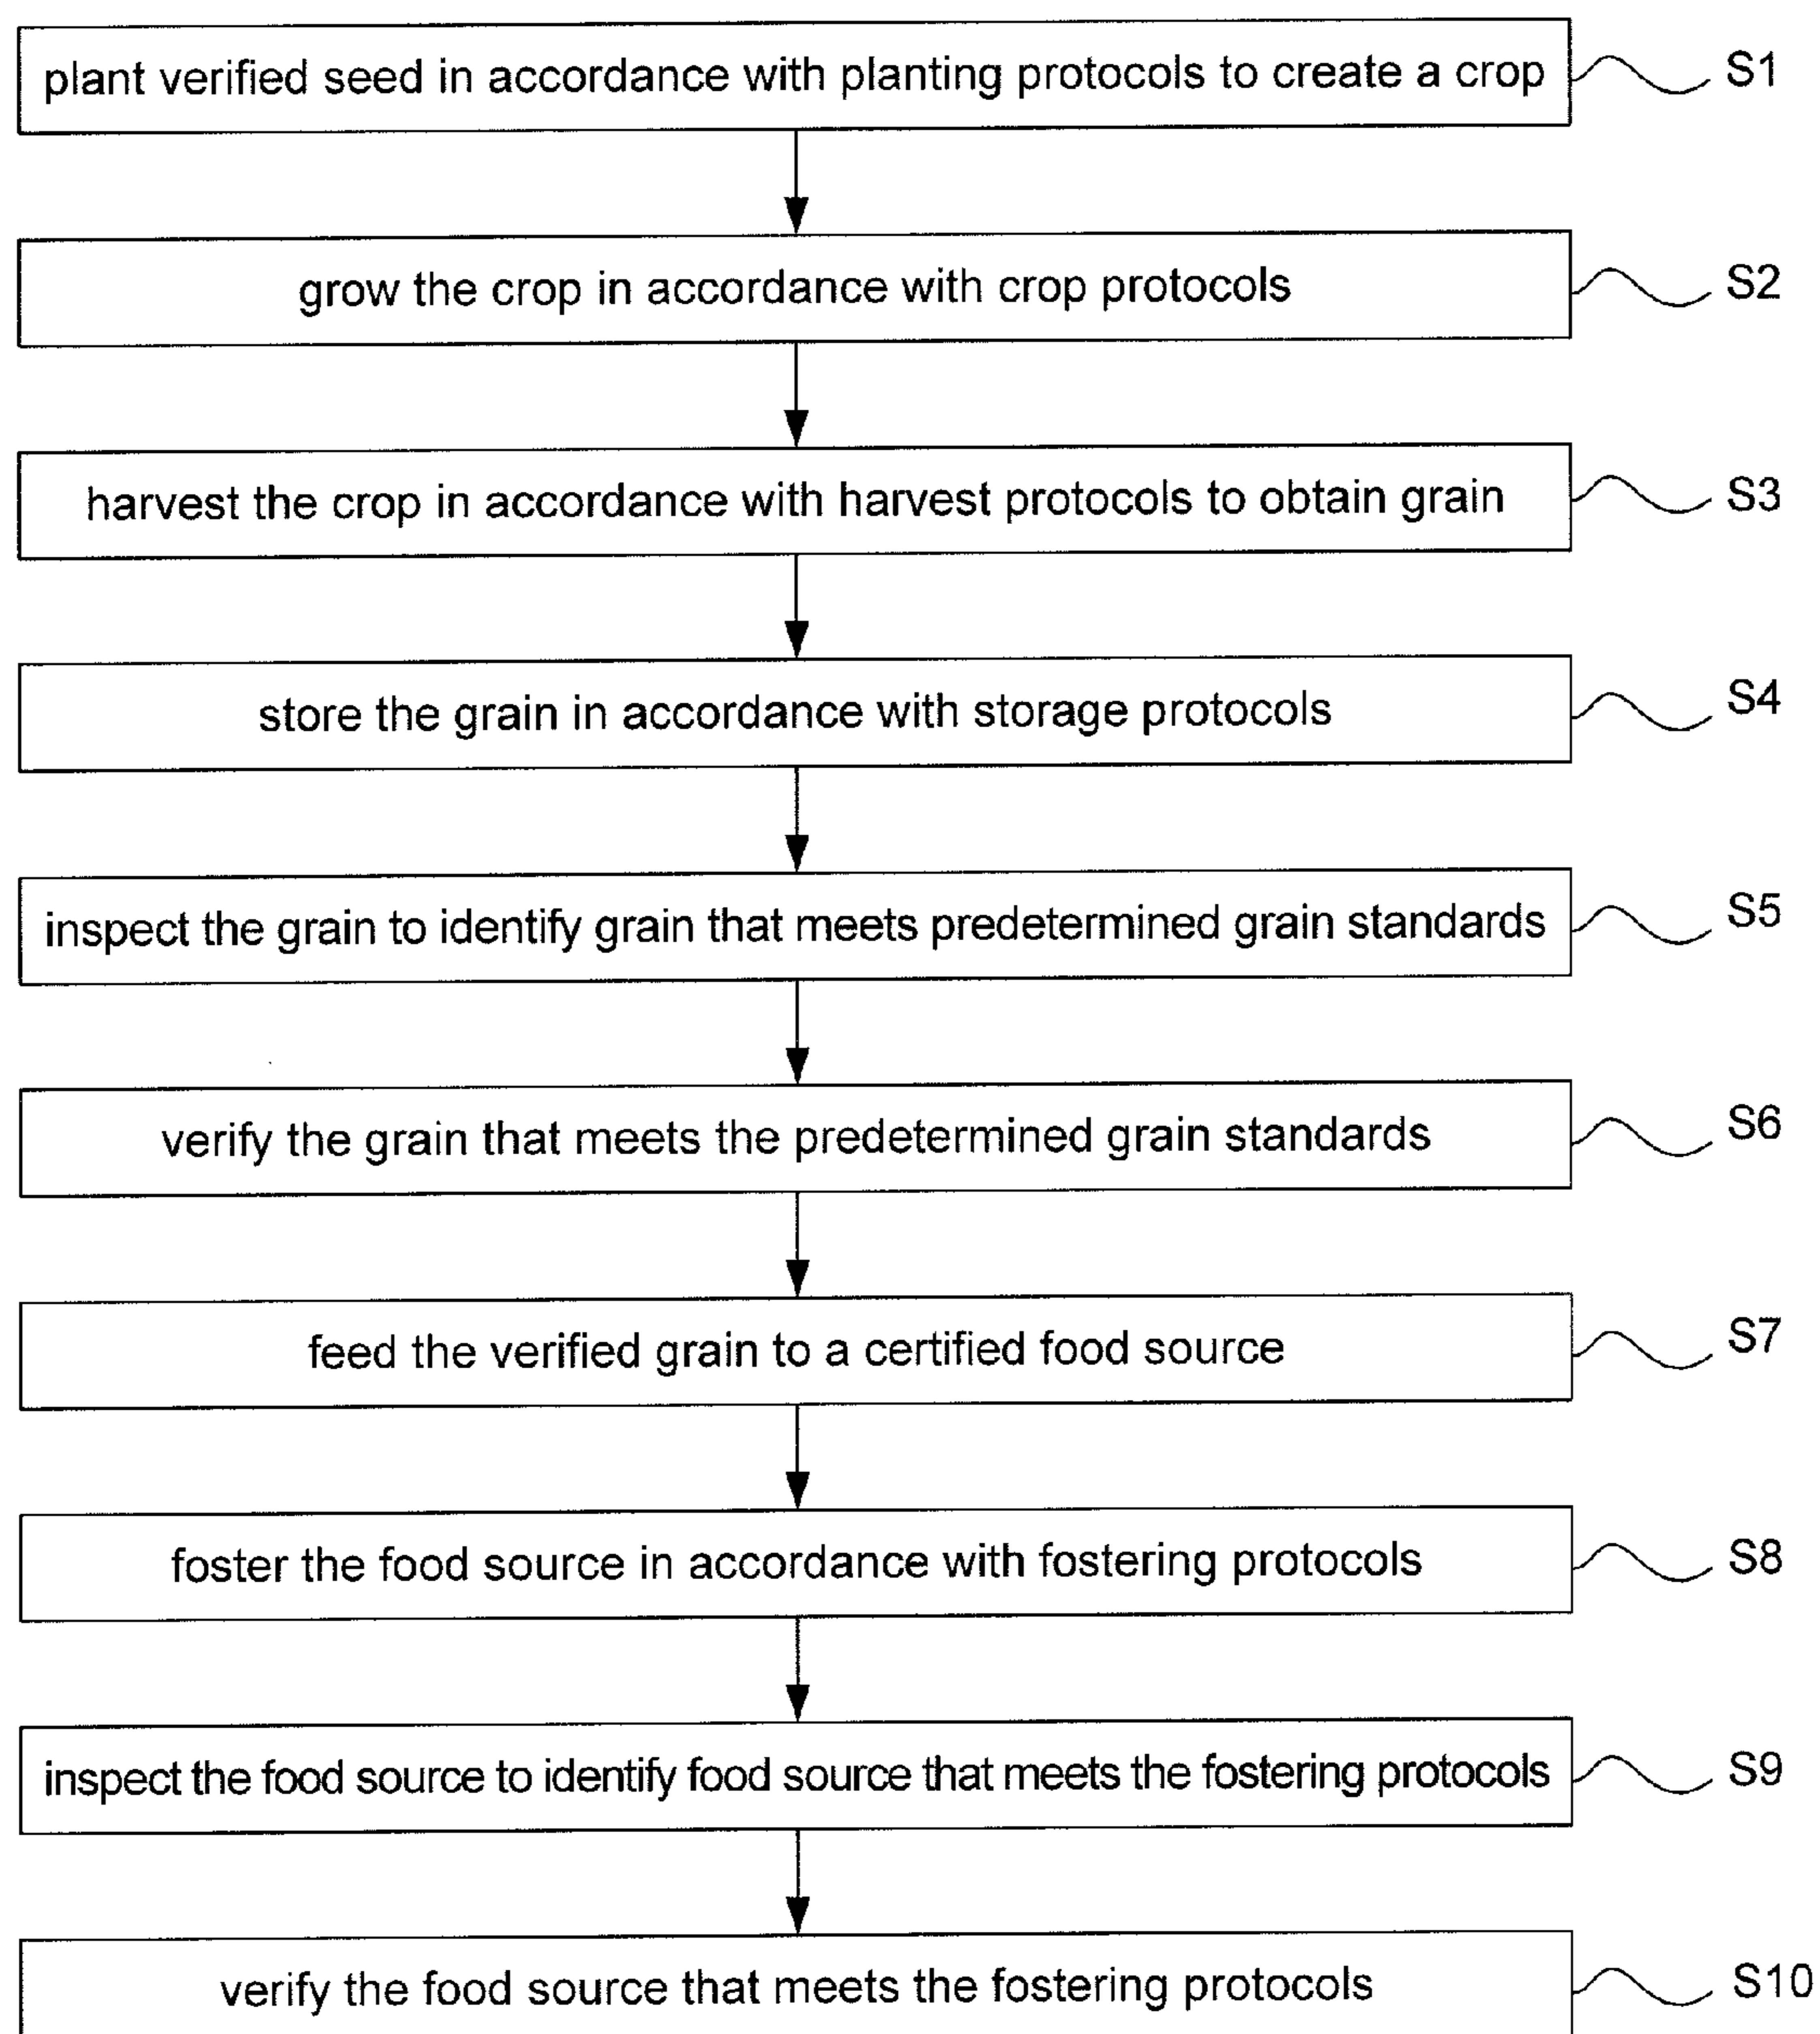 plant verified seed in accordance with planting protocols to create a crop S1
grow the crop in accordance with crop protocols S2
harvest the crop in accordance with harvest protocols to obtain grain S3
store the grain in accordance with storage protocols S4
inspect the grain to identify grain that meets predetermined grain standards S5
verify the grain that meets the predetermined grain standards S6
feed the verified grain to a certified food source S7
foster the food source in accordance with fostering protocols S8
inspect the food source to identify food source that meets the fostering protocols S9
verify the food source that meets the fostering protocols S10